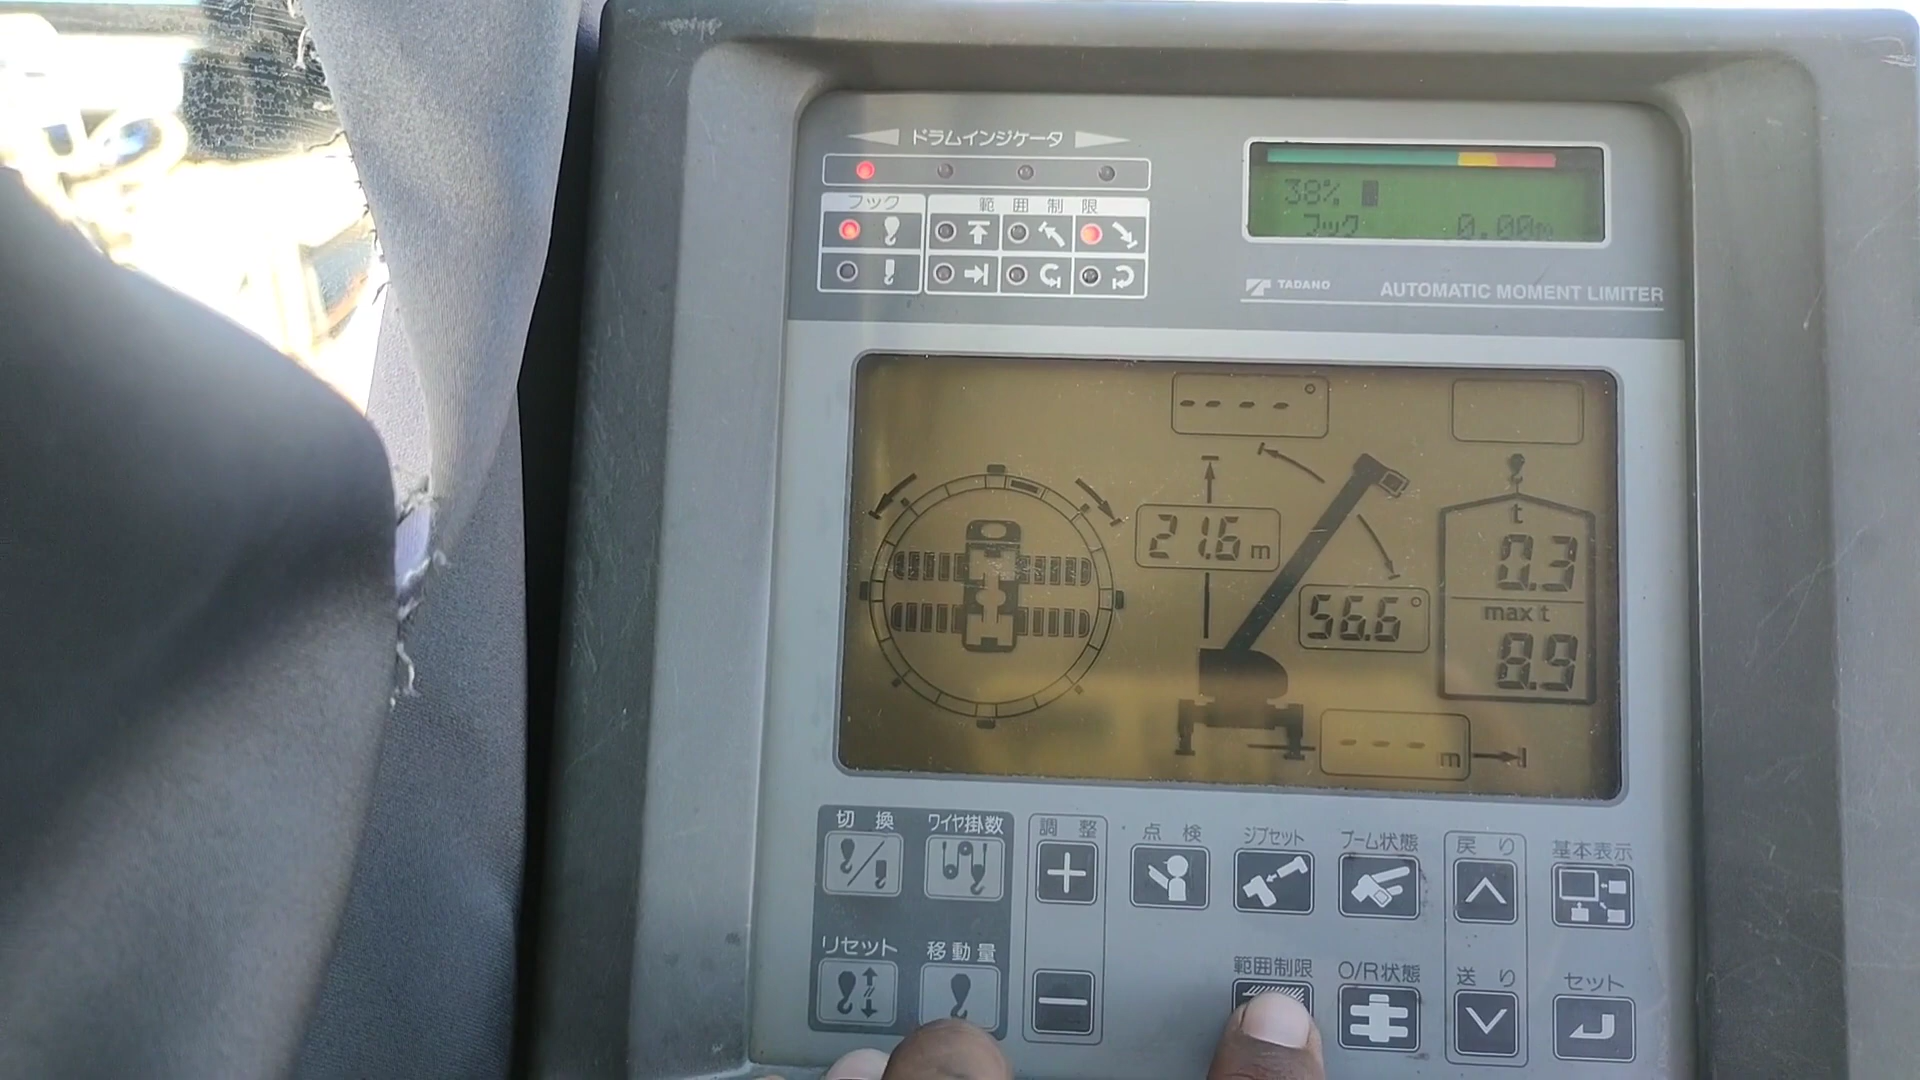 ドラムインジケータ
フック
範囲制限
38%
フック 0.00m
TADANO
AUTOMATIC MOMENT LIMITER
---- °
21.6 m
56.6°
t
0.3
max t
8.9
--- m
切換
ワイヤ掛数
調整
点検
ジブセット
ブーム状態
戻り
基本表示
リセット
移動量
範囲制限
O/R状態
送り
セット